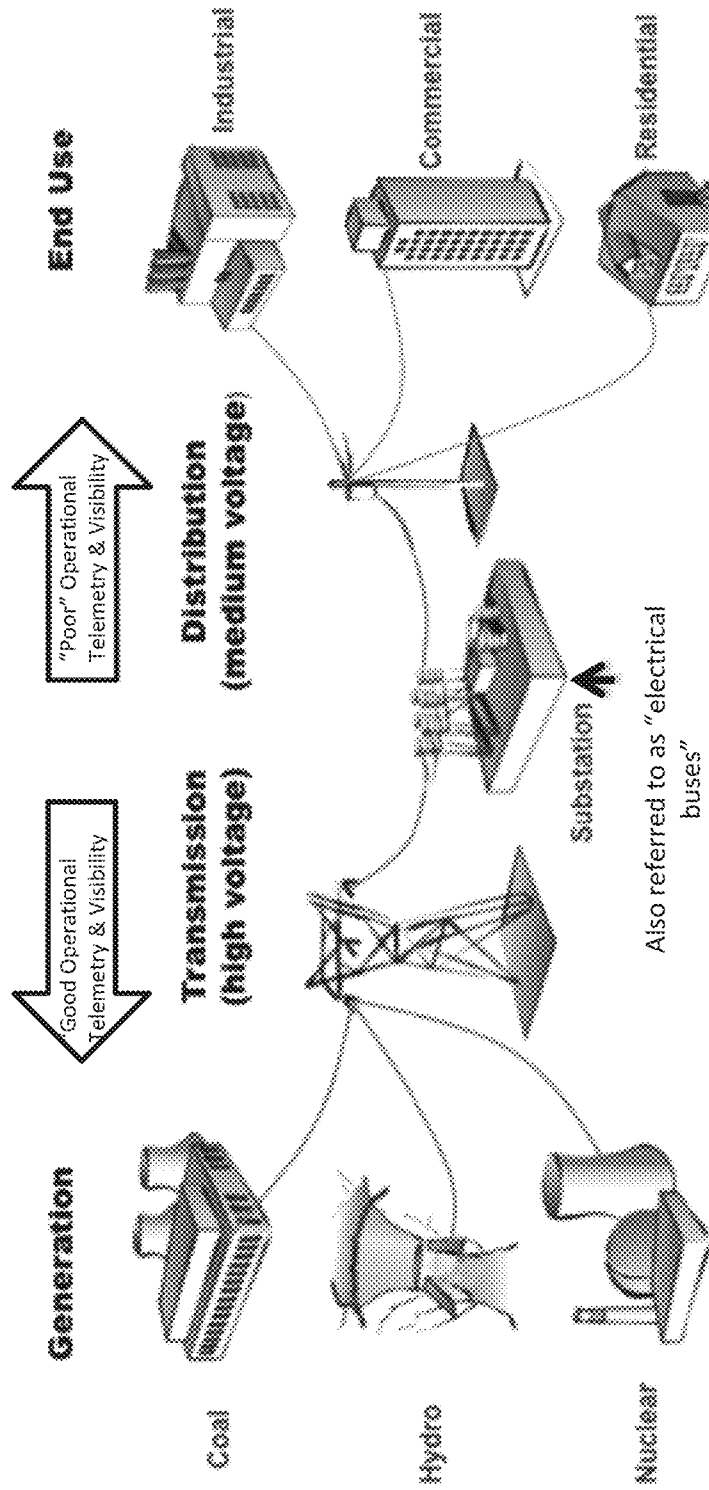 Generation
"Good Operational
Telemetry & Visibility
"Poor" Operational
Telemetry & Visibility
End Use
Transmission
(high voltage)
Distribution
(medium voltage)
Coal
Industrial
Hydro
Commercial
Substation
Nuclear
Residential
Also referred to as "electrical
buses"